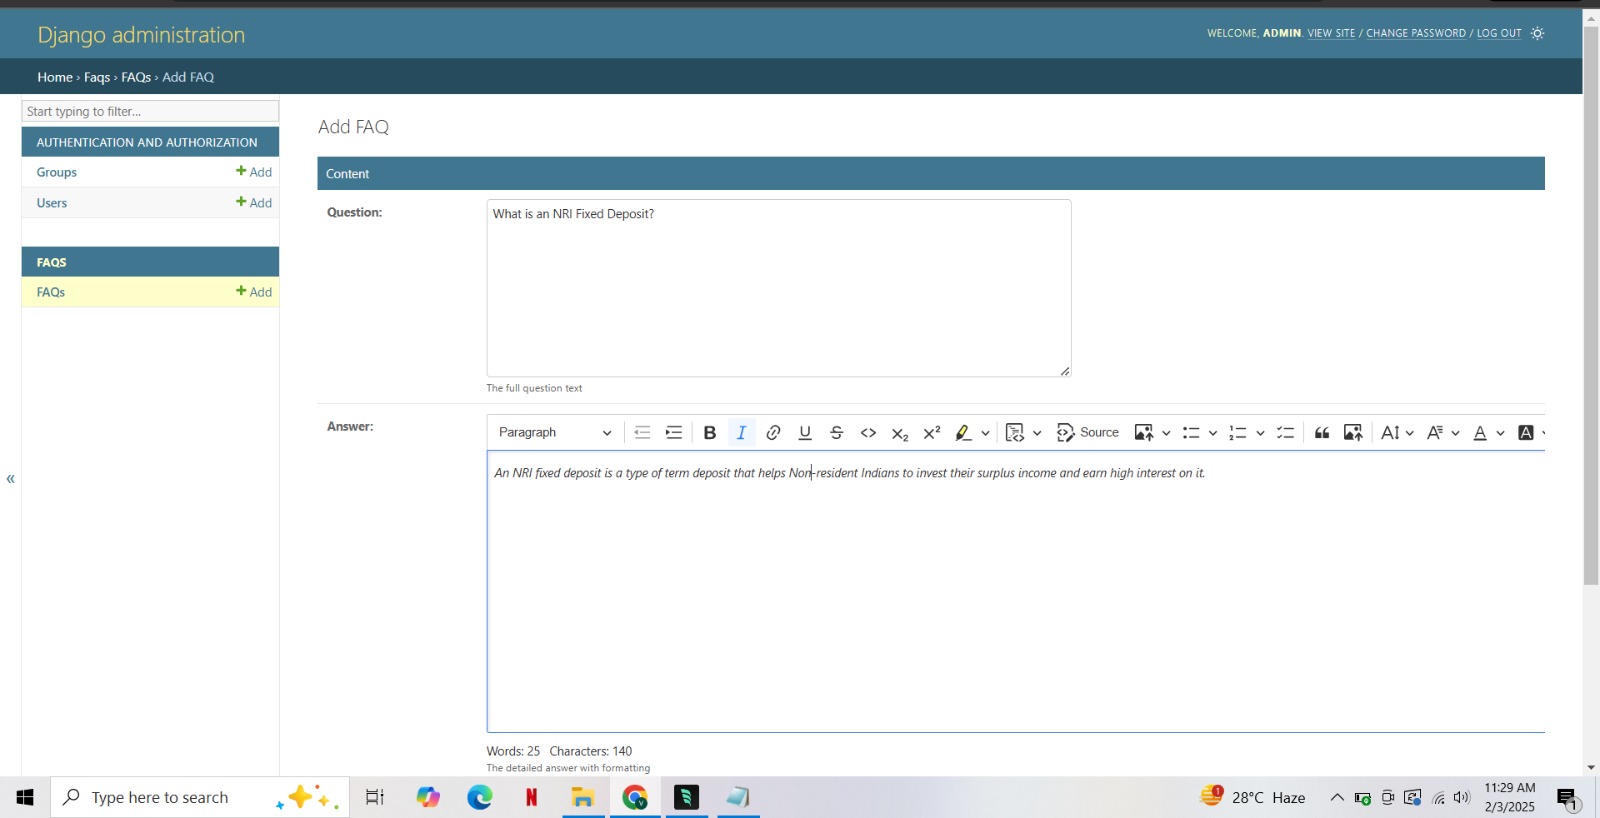 Django administration
WELCOME, ADMIN. VIEW SITE / CHANGE PASSWORD / LOG OUT
Home › Faqs › FAQs › Add FAQ
Start typing to filter...
AUTHENTICATION AND AUTHORIZATION
Groups + Add
Users + Add
FAQS
FAQs + Add
«
Add FAQ
Content
Question:
What is an NRI Fixed Deposit?
The full question text
Answer:
Paragraph B I U S <> x₂ x² Source A A A A
An NRI fixed deposit is a type of term deposit that helps Non-resident Indians to invest their surplus income and earn high interest on it.
Words: 25 Characters: 140
The detailed answer with formatting
Type here to search
N
V
1
28°C Haze
11:29 AM
2/3/2025
1